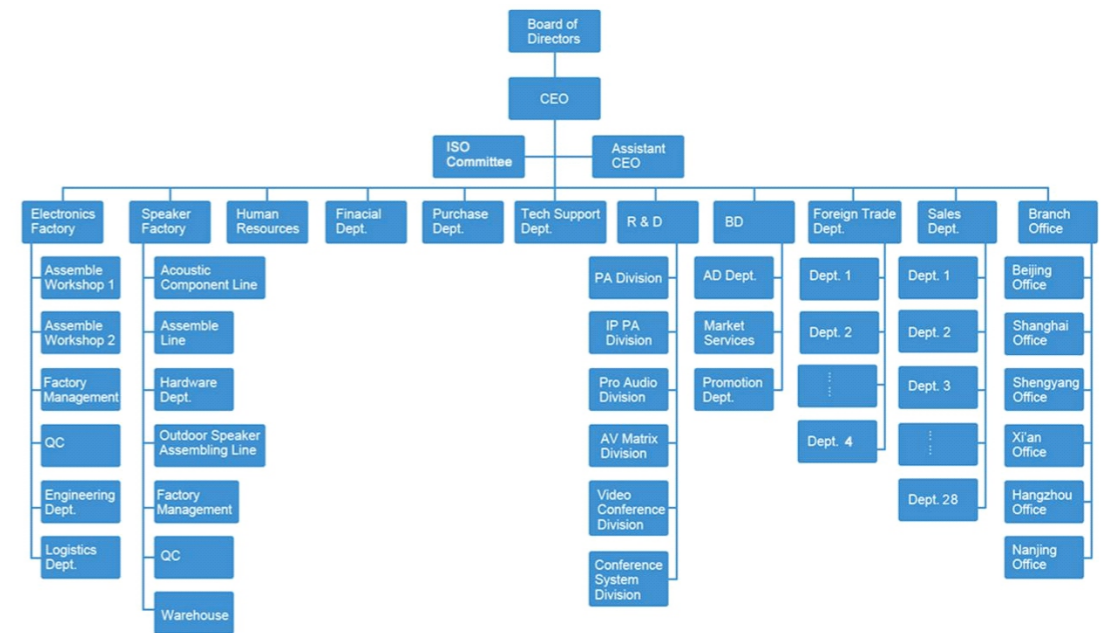 Board of
Directors
CEO
ISO
Committee
Assistant
CEO
Electronics
Factory
Speaker
Factory
Human
Resources
Finacial
Dept.
Purchase
Dept.
Tech Support
Dept.
R & D
BD
Foreign Trade
Dept.
Sales
Dept.
Branch
Office
Assemble
Workshop 1
Assemble
Workshop 2
Factory
Management
QC
Engineering
Dept.
Logistics
Dept.
Acoustic
Component Line
Assemble
Line
Hardware
Dept.
Outdoor Speaker
Assembling Line
Factory
Management
QC
Warehouse
PA Division
IP PA
Division
Pro Audio
Division
AV Matrix
Division
Video
Conference
Division
Conference
System
Division
AD Dept.
Market
Services
Promotion
Dept.
Dept. 1
Dept. 2
⋮
Dept. 4
Dept. 1
Dept. 2
Dept. 3
⋮
Dept. 28
Beijing
Office
Shanghai
Office
Shengyang
Office
Xi'an
Office
Hangzhou
Office
Nanjing
Office